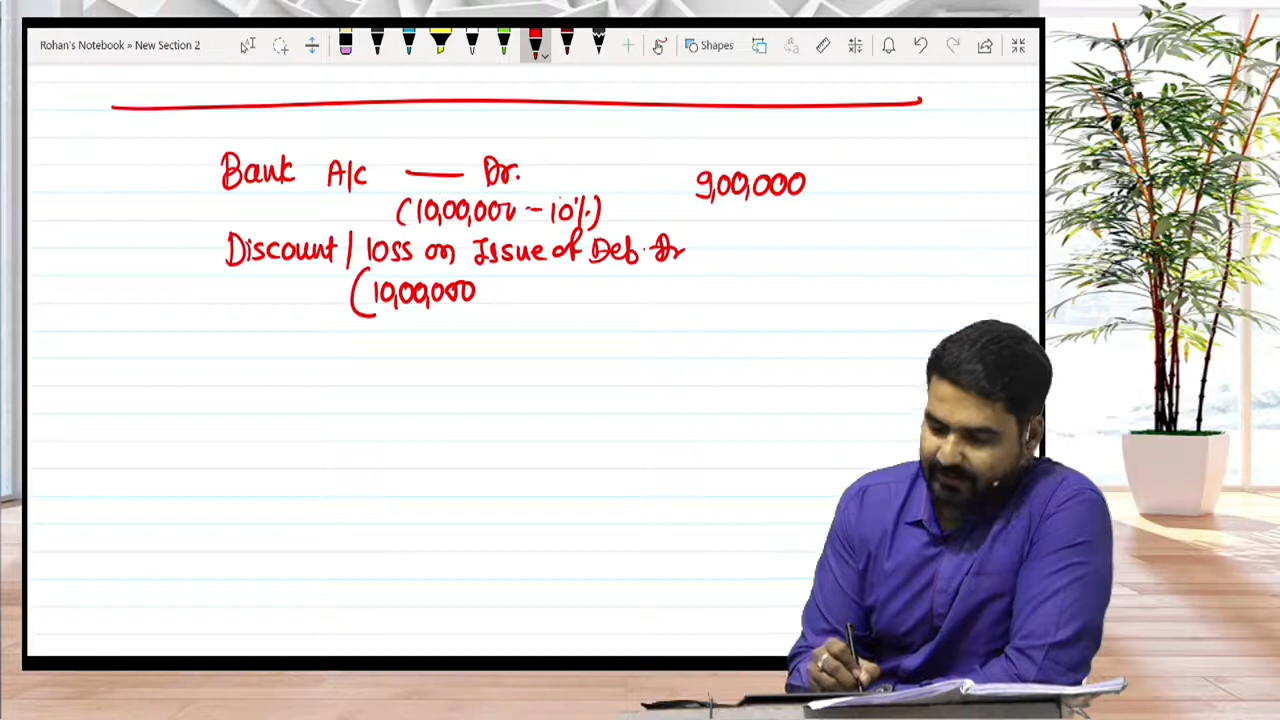 Rohan's Notebook » New Section 2
Shapes
Bank A/c — Dr. 9,00,000
(10,00,000 - 10%)
Discount / loss on Issue of Deb. Dr
(10,00,000